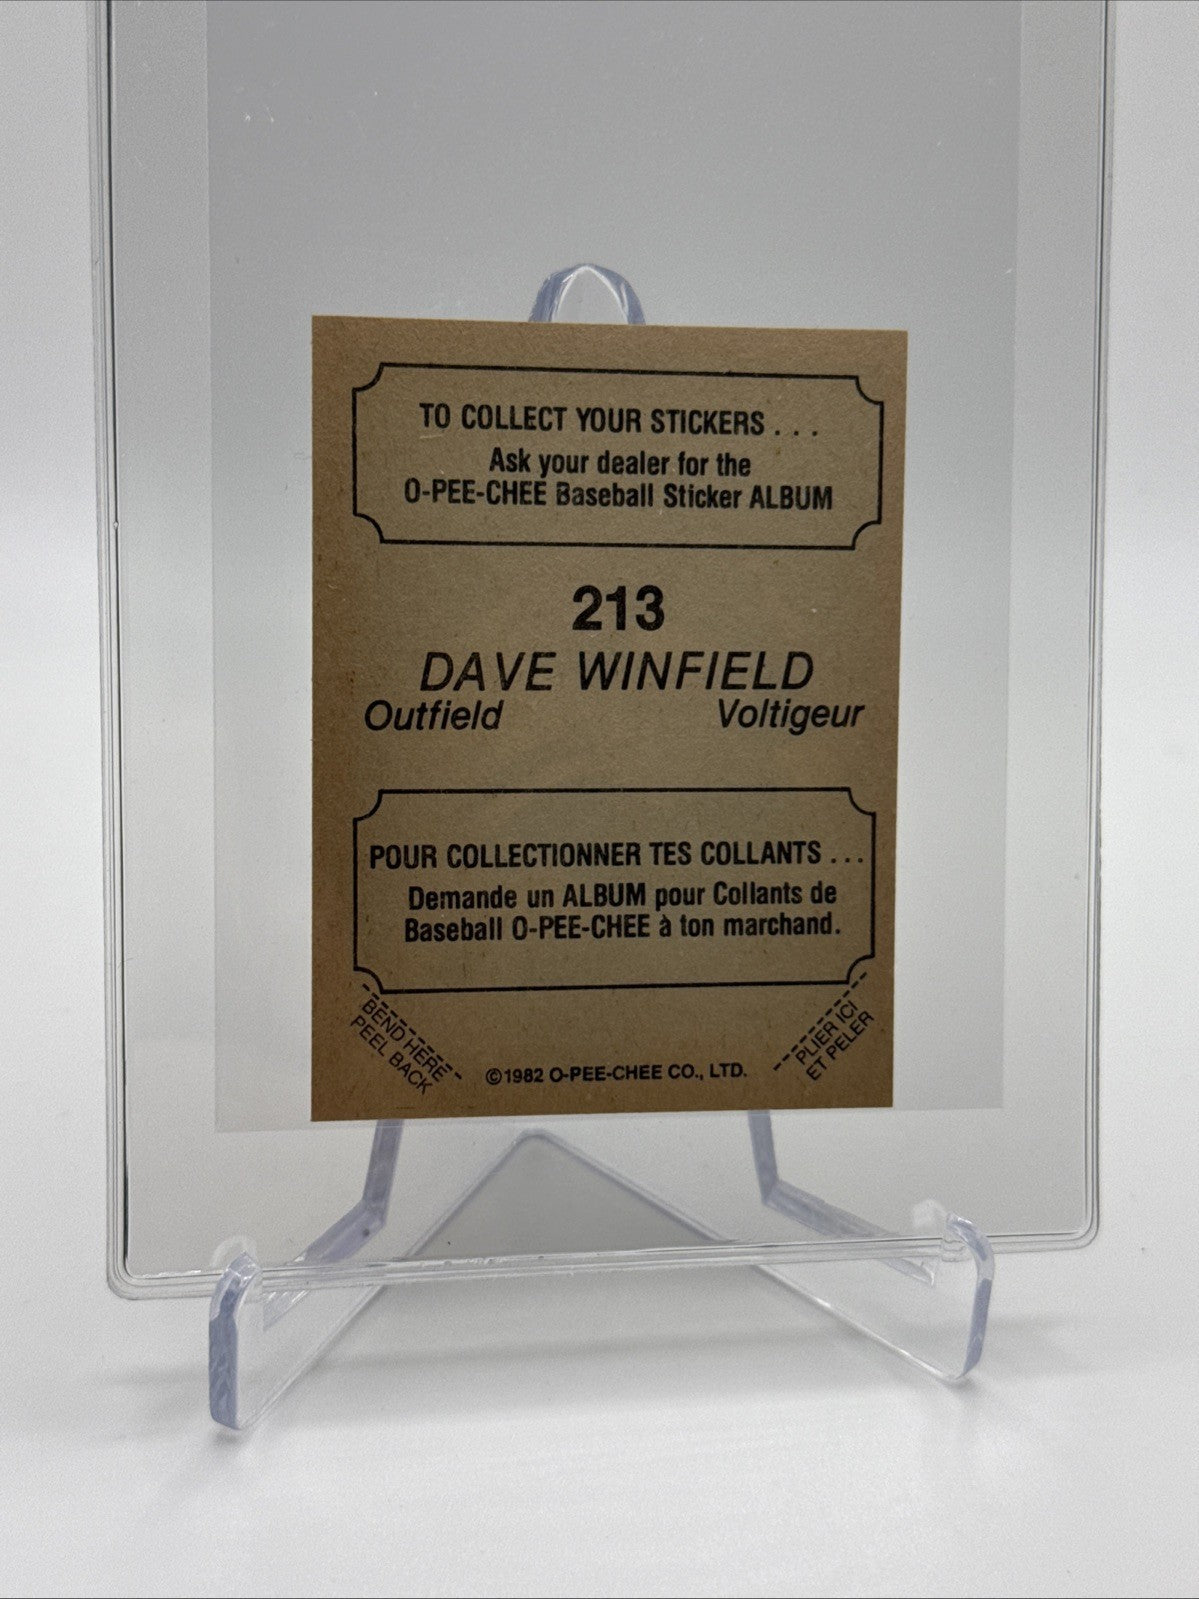 TO COLLECT YOUR STICKERS . . .
Ask your dealer for the
O-PEE-CHEE Baseball Sticker ALBUM
213
DAVE WINFIELD
Outfield Voltigeur
POUR COLLECTIONNER TES COLLANTS . . .
Demande un ALBUM pour Collants de
Baseball O-PEE-CHEE à ton marchand.
BEND HERE
PEEL BACK
©1982 O-PEE-CHEE CO., LTD.
PLIER ICI
ET PELER